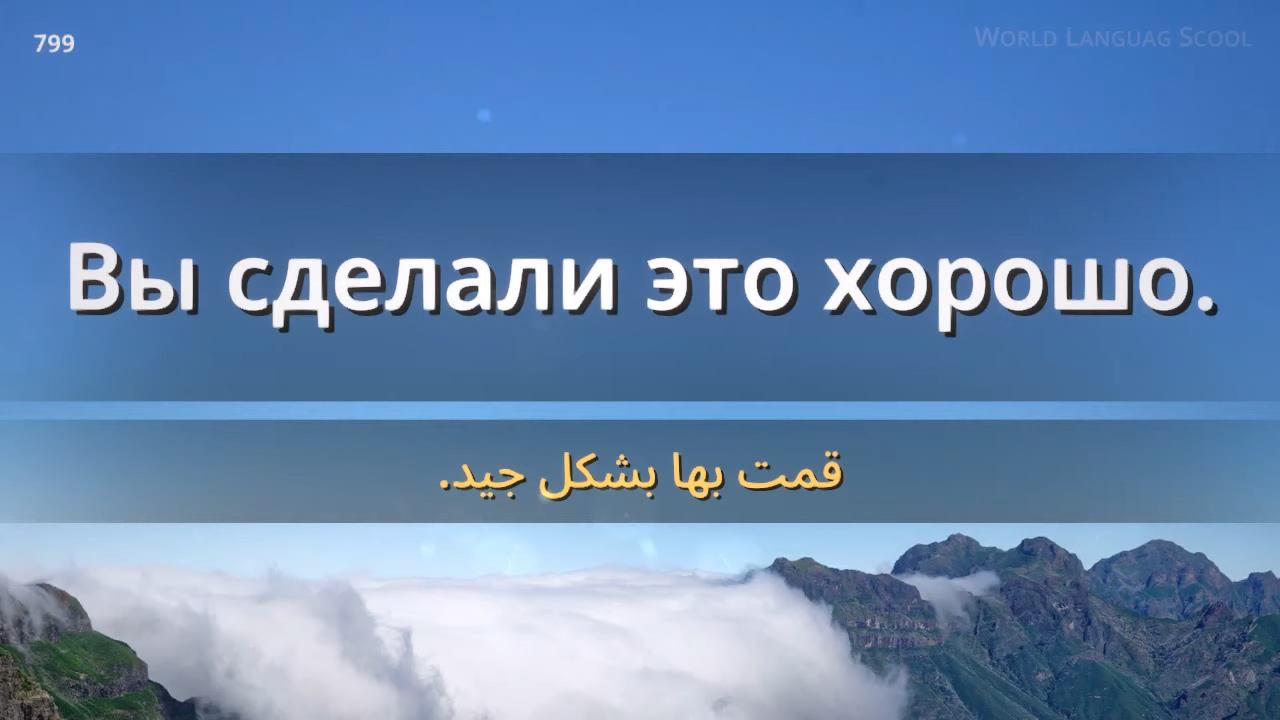 799
World Languag Scool
Вы сделали это хорошо.
قمت بها بشكل جيد.